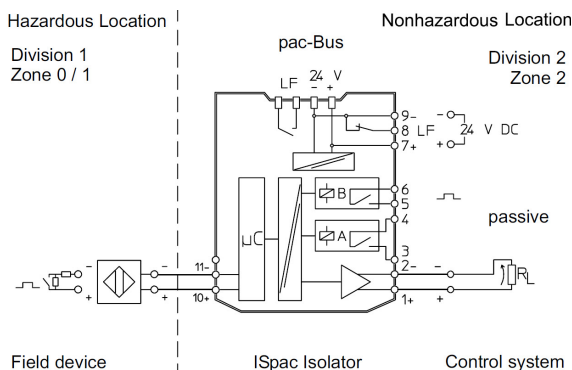 Hazardous Location
Nonhazardous Location
Division 1
Zone 0 / 1
pac-Bus
Division 2
Zone 2
LF 24 V
- +
9-
8 LF
7+
- 
+
24 V DC
B
6
5
4
A
3
passive
µC
11-
10+
2-
1+
- -
+ +
- RL
+
Field device
ISpac Isolator
Control system